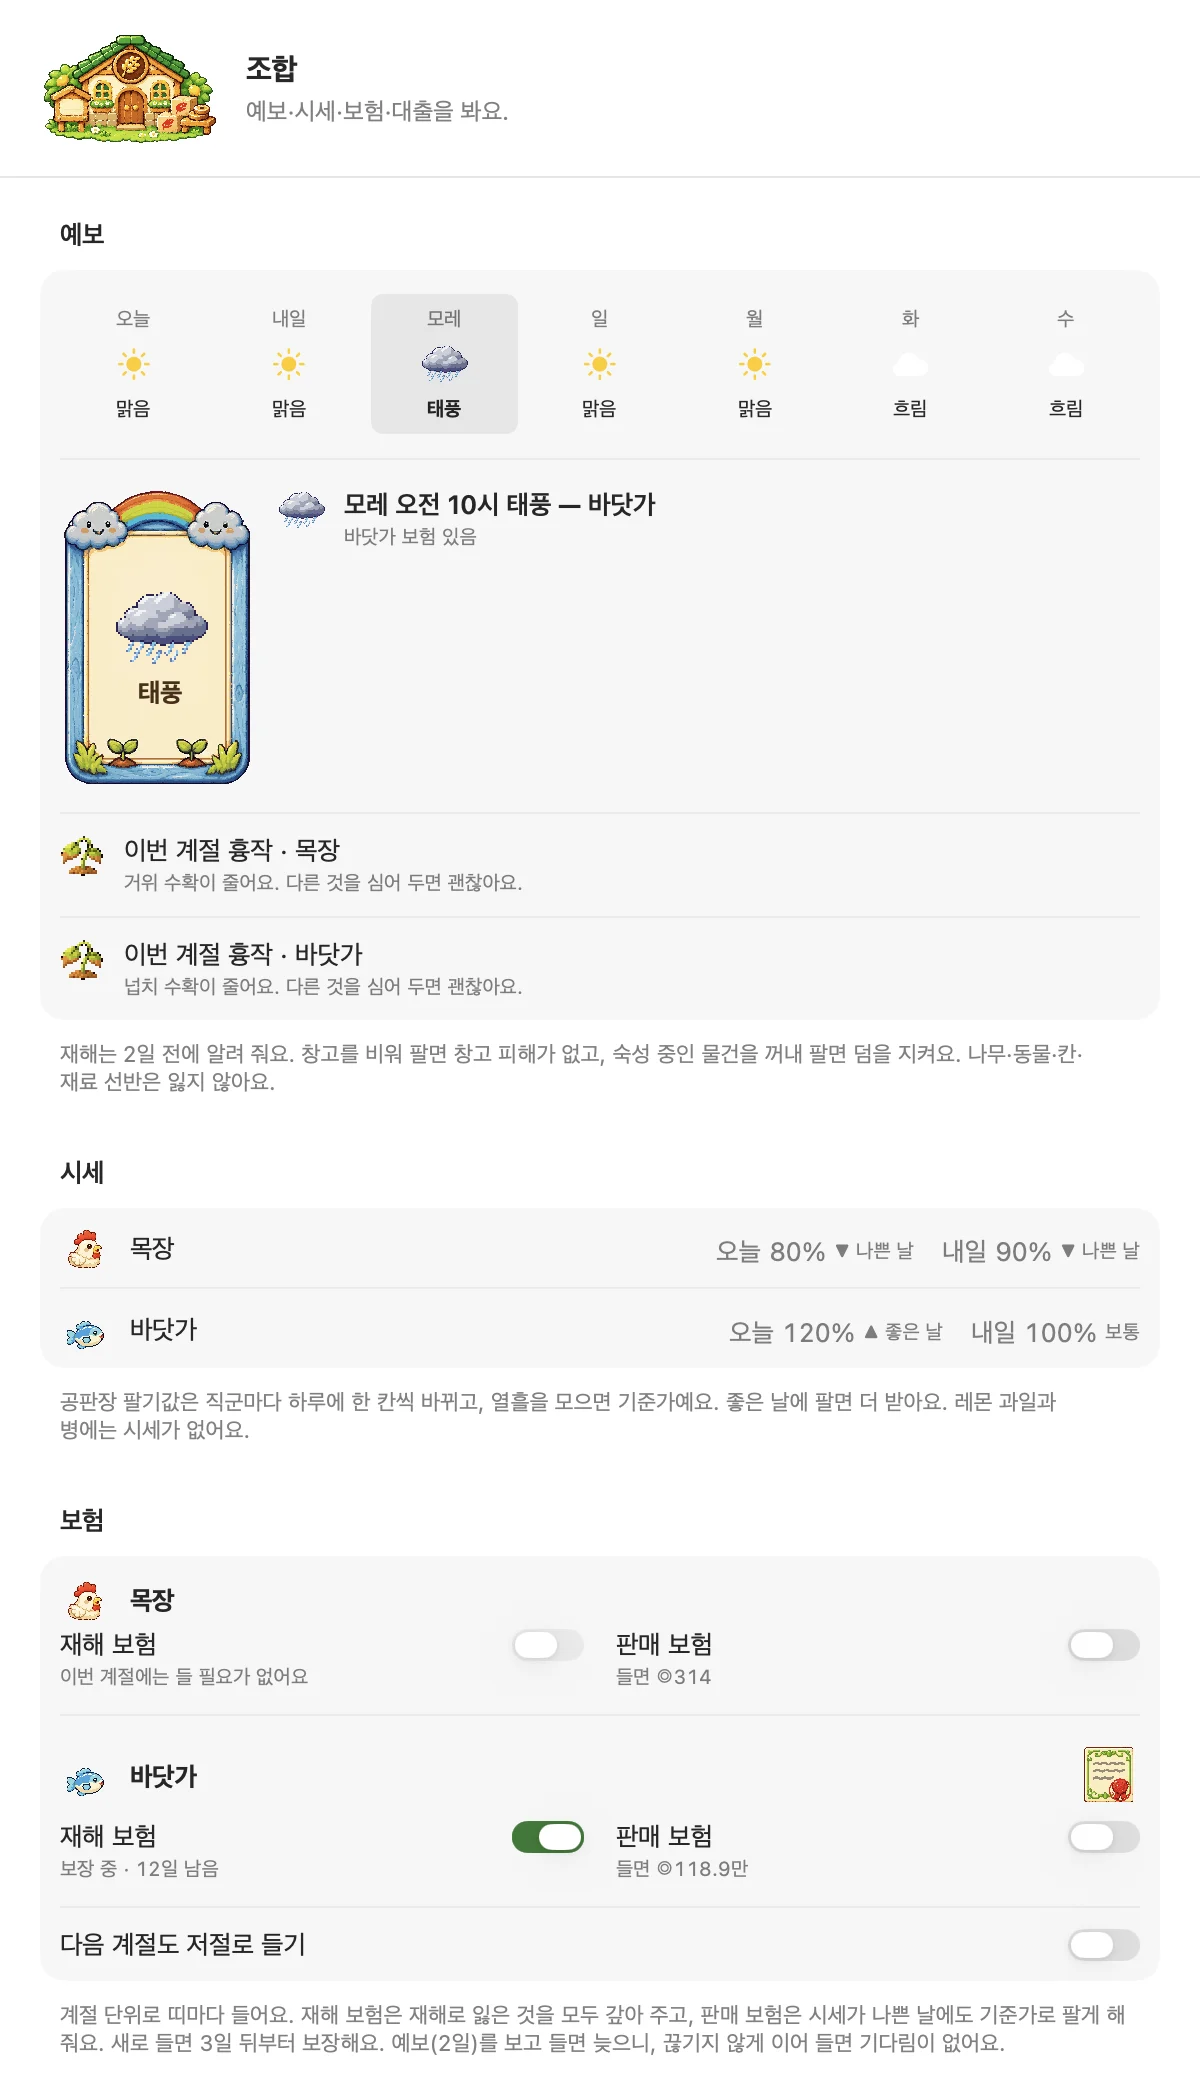 조합
예보·시세·보험·대출을 봐요.
예보
오늘 내일 모레 일 월 화 수
맑음 맑음 태풍 맑음 맑음 흐림 흐림
모레 오전 10시 태풍 — 바닷가
바닷가 보험 있음
태풍
이번 계절 흉작 · 목장
거위 수확이 줄어요. 다른 것을 심어 두면 괜찮아요.
이번 계절 흉작 · 바닷가
넙치 수확이 줄어요. 다른 것을 심어 두면 괜찮아요.
재해는 2일 전에 알려 줘요. 창고를 비워 팔면 창고 피해가 없고, 숙성 중인 물건을 꺼내 팔면 덤을 지켜요. 나무·동물·칸·
재료 선반은 잃지 않아요.
시세
목장 오늘 80% ▼ 나쁜 날 내일 90% ▼ 나쁜 날
바닷가 오늘 120% ▲ 좋은 날 내일 100% 보통
공판장 팔기값은 직군마다 하루에 한 칸씩 바뀌고, 열흘을 모으면 기준가예요. 좋은 날에 팔면 더 받아요. 레몬 과일과
병에는 시세가 없어요.
보험
목장
재해 보험 판매 보험
이번 계절에는 들 필요가 없어요 들면 ◎314
바닷가
재해 보험 판매 보험
보장 중 · 12일 남음 들면 ◎118.9만
다음 계절도 저절로 들기
계절 단위로 띠마다 들어요. 재해 보험은 재해로 잃은 것을 모두 갚아 주고, 판매 보험은 시세가 나쁜 날에도 기준가로 팔게 해
줘요. 새로 들면 3일 뒤부터 보장해요. 예보(2일)를 보고 들면 늦으니, 끊기지 않게 이어 들면 기다림이 없어요.